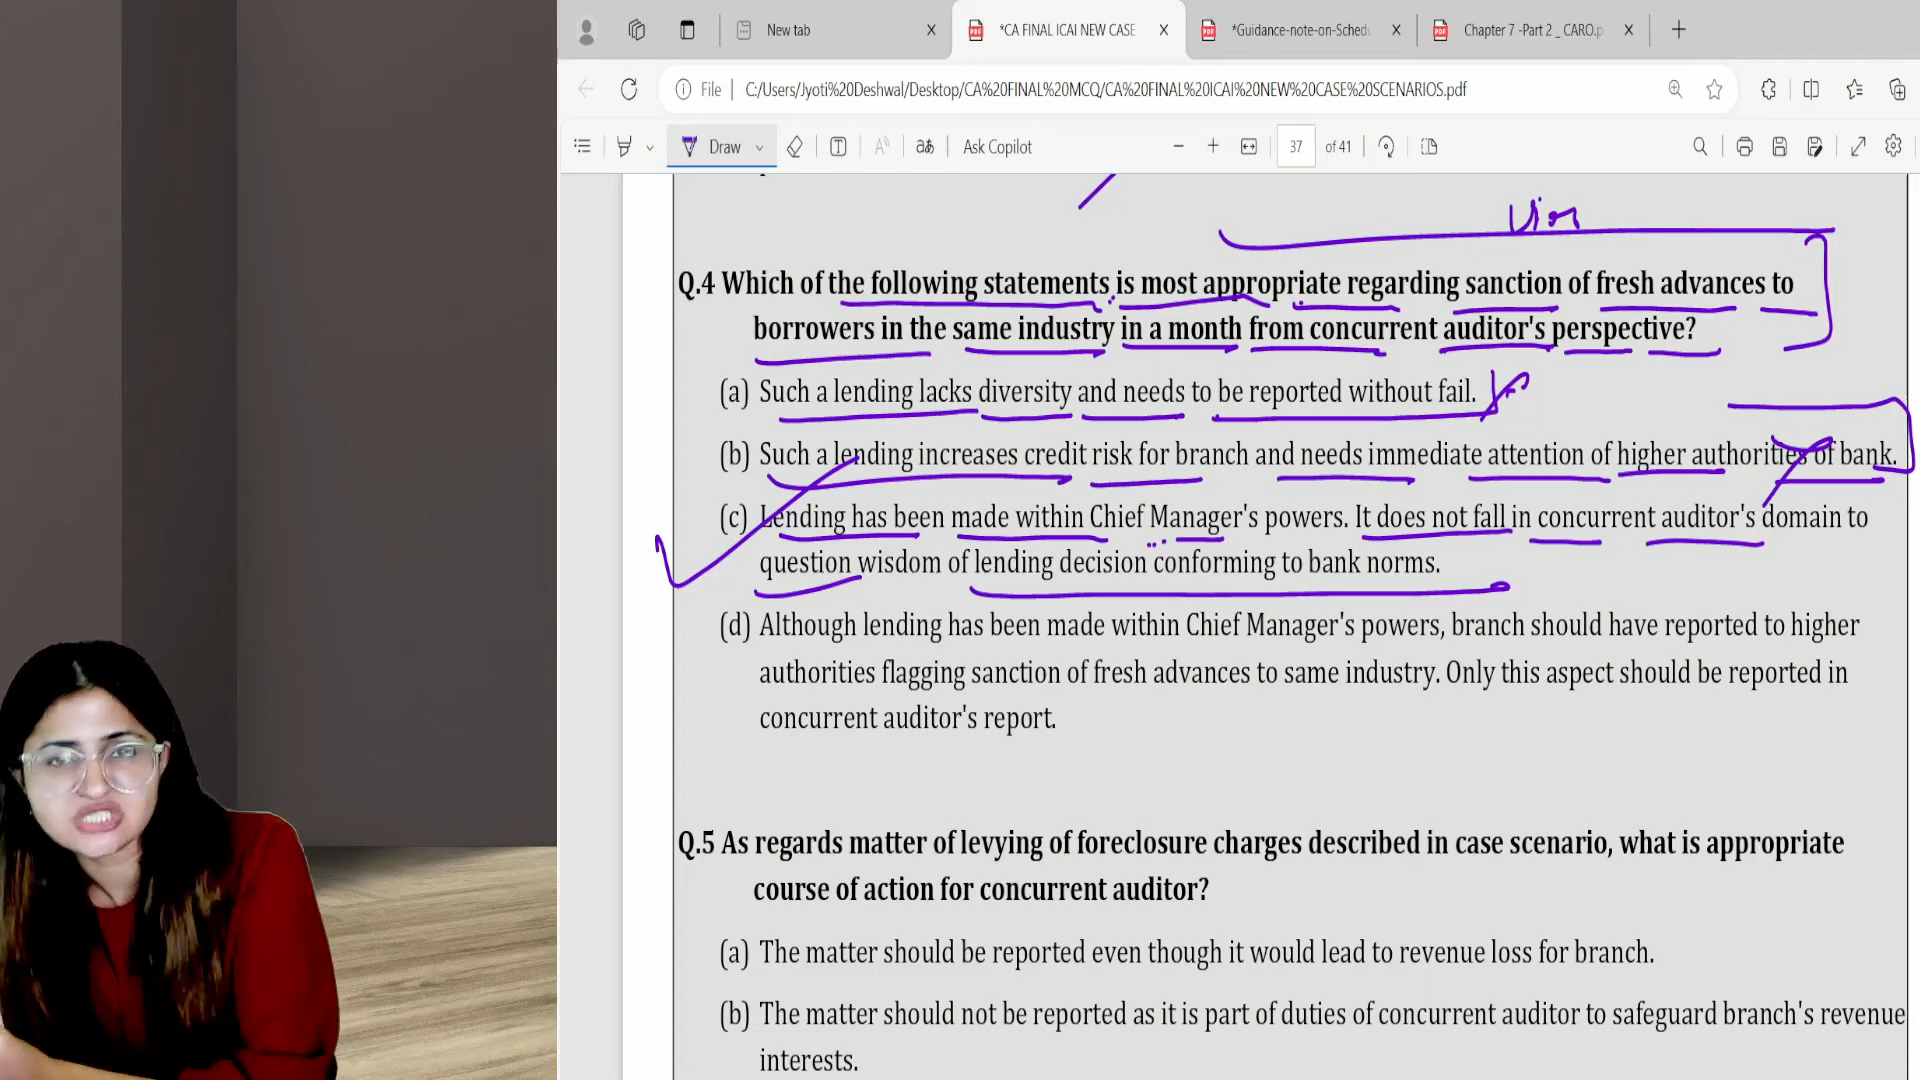 New tab
*CA FINAL ICAI NEW CASE
*Guidance-note-on-Schedu
Chapter 7 -Part 2 _ CARO.p
File C:/Users/Jyoti%20Deshwal/Desktop/CA%20FINAL%20MCQ/CA%20FINAL%20ICAI%20NEW%20CASE%20SCENARIOS.pdf
Draw
Ask Copilot
37 of 41
Q.4 Which of the following statements is most appropriate regarding sanction of fresh advances to
borrowers in the same industry in a month from concurrent auditor's perspective?
(a) Such a lending lacks diversity and needs to be reported without fail.
(b) Such a lending increases credit risk for branch and needs immediate attention of higher authorities of bank.
(c) Lending has been made within Chief Manager's powers. It does not fall in concurrent auditor's domain to
question wisdom of lending decision conforming to bank norms.
(d) Although lending has been made within Chief Manager's powers, branch should have reported to higher
authorities flagging sanction of fresh advances to same industry. Only this aspect should be reported in
concurrent auditor's report.
Q.5 As regards matter of levying of foreclosure charges described in case scenario, what is appropriate
course of action for concurrent auditor?
(a) The matter should be reported even though it would lead to revenue loss for branch.
(b) The matter should not be reported as it is part of duties of concurrent auditor to safeguard branch's revenue
interests.